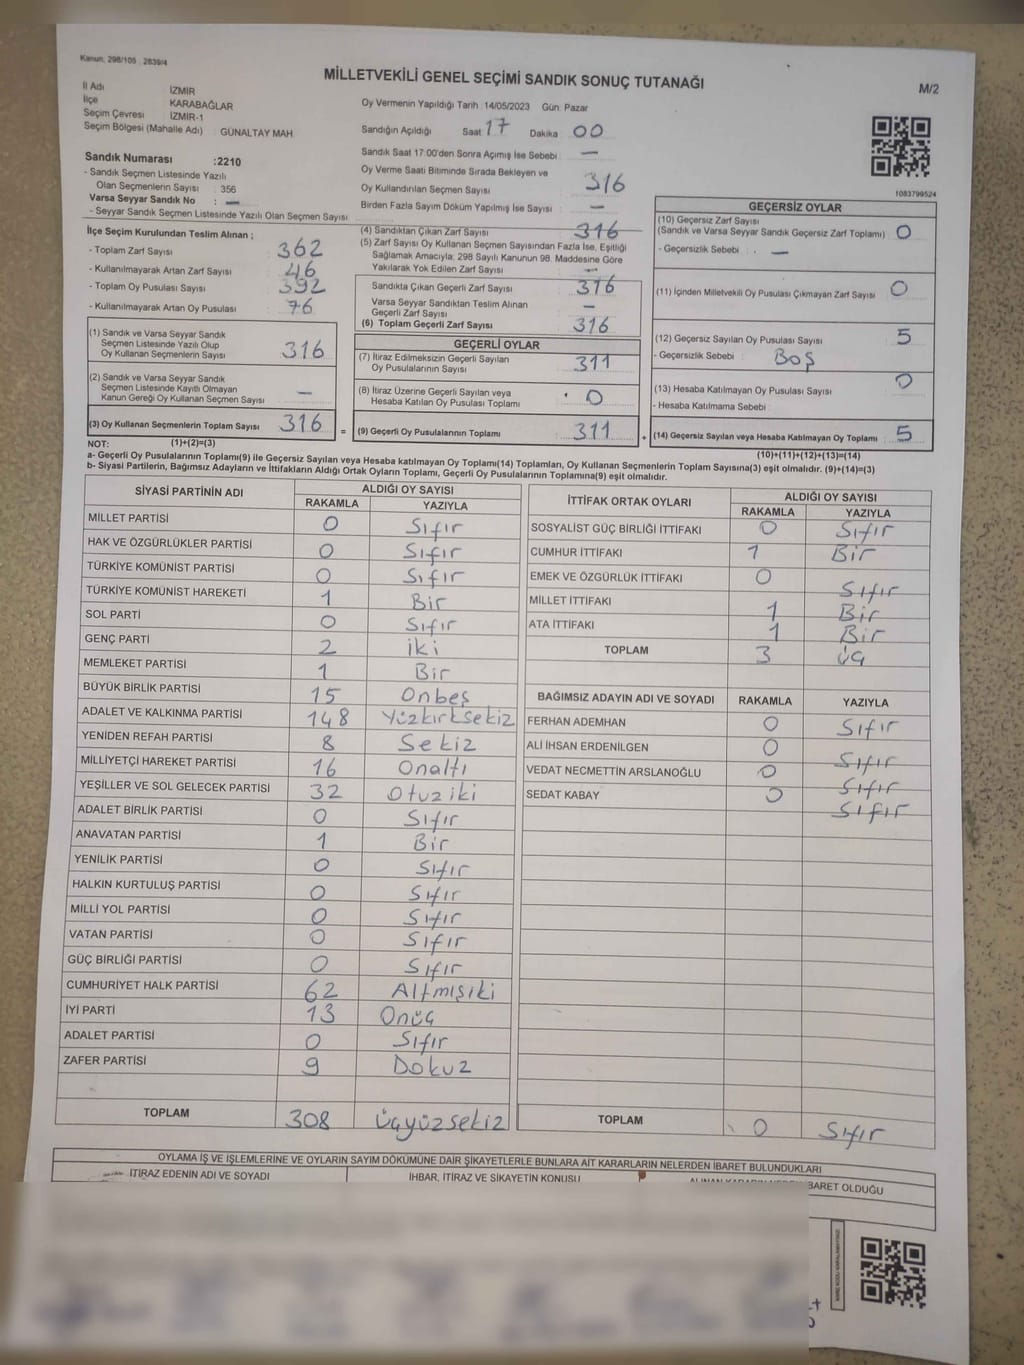 Kanun, 298/105 , 2839/4
MİLLETVEKİLİ GENEL SEÇİMİ SANDIK SONUÇ TUTANAĞI
M/2
İl Adı İZMİR
İlçe KARABAĞLAR
Seçim Çevresi İZMİR-1
Seçim Bölgesi (Mahalle Adı) : GÜNALTAY MAH.
Oy Vermenin Yapıldığı Tarih 14/05/2023 Gün: Pazar
Sandığın Açıldığı Saat 17 Dakika 00
Sandık Saat 17:00'den Sonra Açımış İse Sebebi : —
Oy Verme Saati Bitiminde Sırada Bekleyen ve
Oy Kullandırılan Seçmen Sayısı 316
Birden Fazla Sayım Döküm Yapılmış İse Sayısı —
1083799524
Sandık Numarası :2210
- Sandık Seçmen Listesinde Yazılı
Olan Seçmenlerin Sayısı : 356
Varsa Seyyar Sandık No : —
- Seyyar Sandık Seçmen Listesinde Yazılı Olan Seçmen Sayısı
İlçe Seçim Kurulundan Teslim Alınan ;
- Toplam Zarf Sayısı 362
- Kullanılmayarak Artan Zarf Sayısı 46
- Toplam Oy Pusulası Sayısı 392
- Kullanılmayarak Artan Oy Pusulası 76
(1) Sandık ve Varsa Seyyar Sandık
Seçmen Listesinde Yazılı Olup
Oy Kullanan Seçmenlerin Sayısı 316
(2) Sandık ve Varsa Seyyar Sandık
Seçmen Listesinde Kayıtlı Olmayan
Kanun Gereği Oy Kullanan Seçmen Sayısı —
(3) Oy Kullanan Seçmenlerin Toplam Sayısı 316 =
(4) Sandıktan Çıkan Zarf Sayısı 316
(5) Zarf Sayısı Oy Kullanan Seçmen Sayısından Fazla İse, Eşitliği
Sağlamak Amacıyla, 298 Sayılı Kanunun 98. Maddesine Göre
Yakılarak Yok Edilen Zarf Sayısı —
Sandıkta Çıkan Geçerli Zarf Sayısı 316
Varsa Seyyar Sandıktan Teslim Alınan
Geçerli Zarf Sayısı —
(6) Toplam Geçerli Zarf Sayısı 316
GEÇERLİ OYLAR
(7) İtiraz Edilmeksizin Geçerli Sayılan
Oy Pusulalarının Sayısı 311
(8) İtiraz Üzerine Geçerli Sayılan veya
Hesaba Katılan Oy Pusulası Toplamı 0
(9) Geçerli Oy Pusulalarının Toplamı 311 +
GEÇERSİZ OYLAR
(10) Geçersiz Zarf Sayısı
(Sandık ve Varsa Seyyar Sandık Geçersiz Zarf Toplamı) 0
- Geçersizlik Sebebi : —
(11) İçinden Milletvekili Oy Pusulası Çıkmayan Zarf Sayısı 0
(12) Geçersiz Sayılan Oy Pusulası Sayısı 5
- Geçersizlik Sebebi Boş
(13) Hesaba Katılmayan Oy Pusulası Sayısı 0
- Hesaba Katılmama Sebebi
(14) Geçersiz Sayılan veya Hesaba Katılmayan Oy Toplamı 5
NOT: (1)+(2)=(3) (10)+(11)+(12)+(13)=(14)
a- Geçerli Oy Pusulalarının Toplamı(9) ile Geçersiz Sayılan veya Hesaba katılmayan Oy Toplamı(14) Toplamları, Oy Kullanan Seçmenlerin Toplam Sayısına(3) eşit olmalıdır. (9)+(14)=(3)
b- Siyasi Partilerin, Bağımsız Adayların ve İttifakların Aldığı Ortak Oyların Toplamı, Geçerli Oy Pusulalarının Toplamına(9) eşit olmalıdır.
SİYASİ PARTİNİN ADI ALDIĞI OY SAYISI
RAKAMLA YAZIYLA
MİLLET PARTİSİ 0 Sıfır
HAK VE ÖZGÜRLÜKLER PARTİSİ 0 Sıfır
TÜRKİYE KOMÜNİST PARTİSİ 0 Sıfır
TÜRKİYE KOMÜNİST HAREKETİ 1 Bir
SOL PARTİ 0 Sıfır
GENÇ PARTİ 2 iki
MEMLEKET PARTİSİ 1 Bir
BÜYÜK BİRLİK PARTİSİ 15 Onbeş
ADALET VE KALKINMA PARTİSİ 148 Yüzkırksekiz
YENİDEN REFAH PARTİSİ 8 Sekiz
MİLLİYETÇİ HAREKET PARTİSİ 16 Onaltı
YEŞİLLER VE SOL GELECEK PARTİSİ 32 Otuziki
ADALET BİRLİK PARTİSİ 0 Sıfır
ANAVATAN PARTİSİ 1 Bir
YENİLİK PARTİSİ 0 Sıfır
HALKIN KURTULUŞ PARTİSİ 0 Sıfır
MİLLİ YOL PARTİSİ 0 Sıfır
VATAN PARTİSİ 0 Sıfır
GÜÇ BİRLİĞİ PARTİSİ 0 Sıfır
CUMHURİYET HALK PARTİSİ 62 Altmışiki
İYİ PARTİ 13 Onüç
ADALET PARTİSİ 0 Sıfır
ZAFER PARTİSİ 9 Dokuz
TOPLAM 308 üçyüzsekiz
İTTİFAK ORTAK OYLARI ALDIĞI OY SAYISI
RAKAMLA YAZIYLA
SOSYALİST GÜÇ BİRLİĞİ İTTİFAKI 0 Sıfır
CUMHUR İTTİFAKI 1 Bir
EMEK VE ÖZGÜRLÜK İTTİFAKI 0 Sıfır
MİLLET İTTİFAKI 1 Bir
ATA İTTİFAKI 1 Bir
TOPLAM 3 üç
BAĞIMSIZ ADAYIN ADI VE SOYADI RAKAMLA YAZIYLA
FERHAN ADEMHAN 0 Sıfır
ALİ İHSAN ERDENİLGEN 0 Sıfır
VEDAT NECMETTİN ARSLANOĞLU 0 Sıfır
SEDAT KABAY 0 Sıfır
TOPLAM 0 Sıfır
OYLAMA İŞ VE İŞLEMLERİNE VE OYLARIN SAYIM DÖKÜMÜNE DAİR ŞİKAYETLERLE BUNLARA AİT KARARLARIN NELERDEN İBARET BULUNDUKLARI
İTİRAZ EDENİN ADI VE SOYADI İHBAR, İTİRAZ VE ŞİKAYETİN KONUSU BARET OLDUĞU